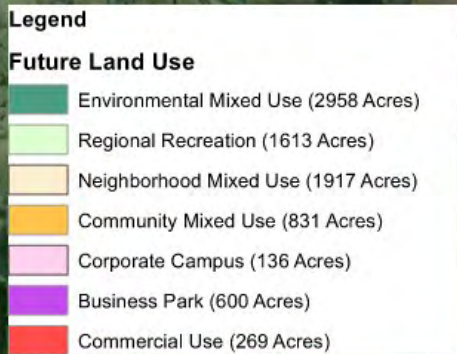 Legend
Future Land Use
Environmental Mixed Use (2958 Acres)
Regional Recreation (1613 Acres)
Neighborhood Mixed Use (1917 Acres)
Community Mixed Use (831 Acres)
Corporate Campus (136 Acres)
Business Park (600 Acres)
Commercial Use (269 Acres)